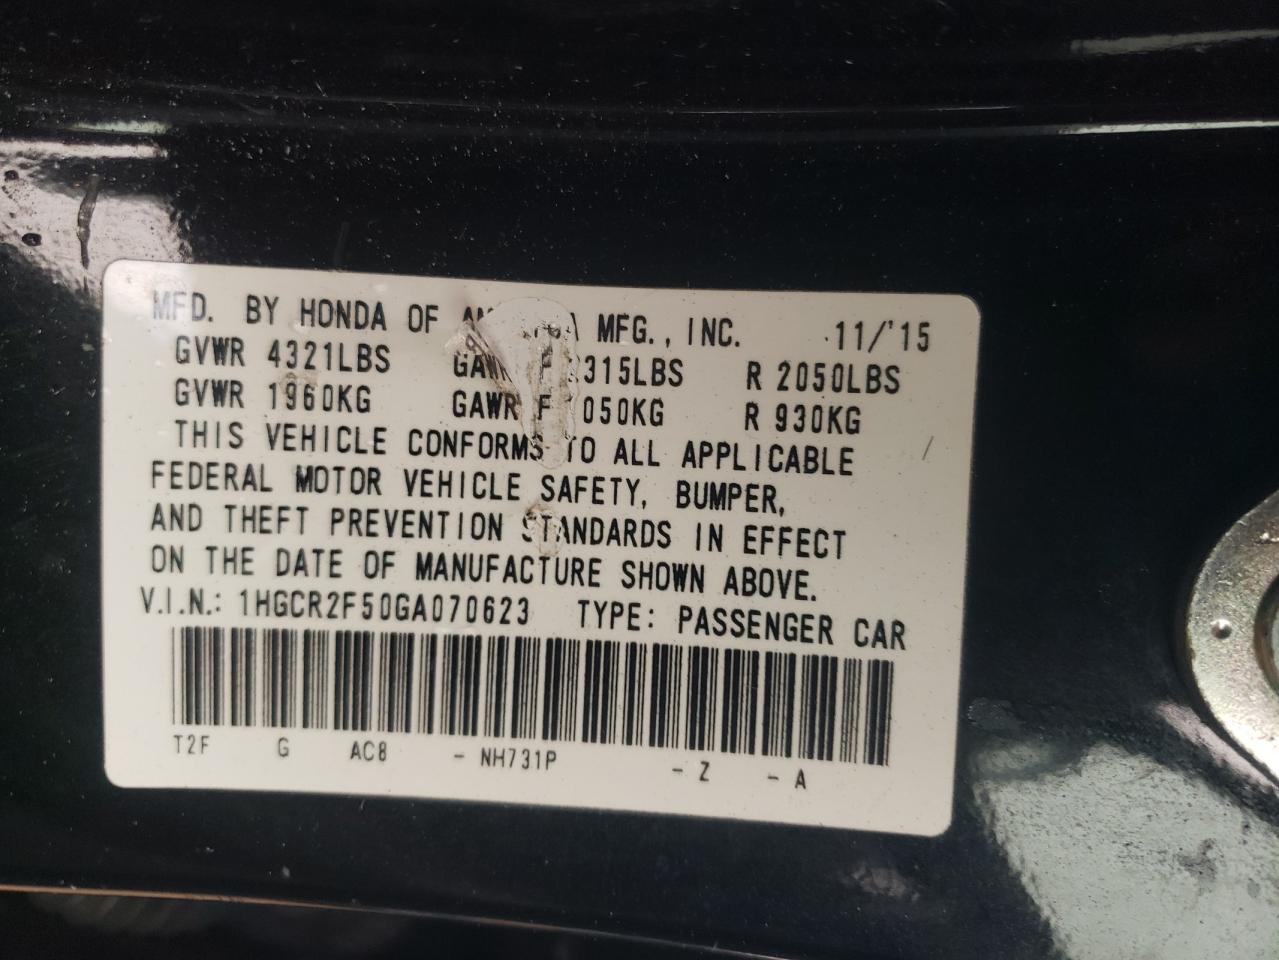 MFD. BY HONDA OF MFG., INC. 11/'15
GVWR 4321LBS GAWR F R 2050LBS
GVWR 1960KG GAWR F R 930KG
THIS VEHICLE CONFORMS TO ALL APPLICABLE
FEDERAL MOTOR VEHICLE SAFETY, BUMPER,
AND THEFT PREVENTION STANDARDS IN EFFECT
ON THE DATE OF MANUFACTURE SHOWN ABOVE.
V.I.N.: 1HGCR2F50GA070623 TYPE: PASSENGER CAR
T2F G AC8 - NH731P - Z - A